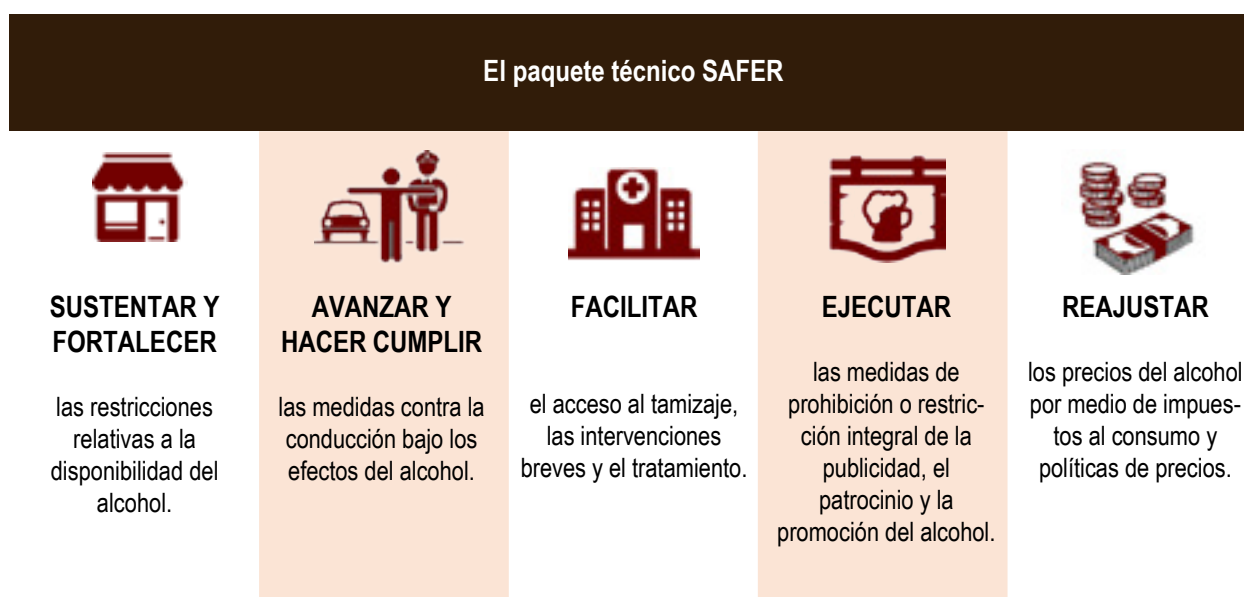 El paquete técnico SAFER
SUSTENTAR Y
FORTALECER
las restricciones
relativas a la
disponibilidad del
alcohol.
AVANZAR Y
HACER CUMPLIR
las medidas contra la
conducción bajo los
efectos del alcohol.
FACILITAR
el acceso al tamizaje,
las intervenciones
breves y el tratamiento.
EJECUTAR
las medidas de
prohibición o restric-
ción integral de la
publicidad, el
patrocinio y la
promoción del alcohol.
REAJUSTAR
los precios del alcohol
por medio de impues-
tos al consumo y
políticas de precios.